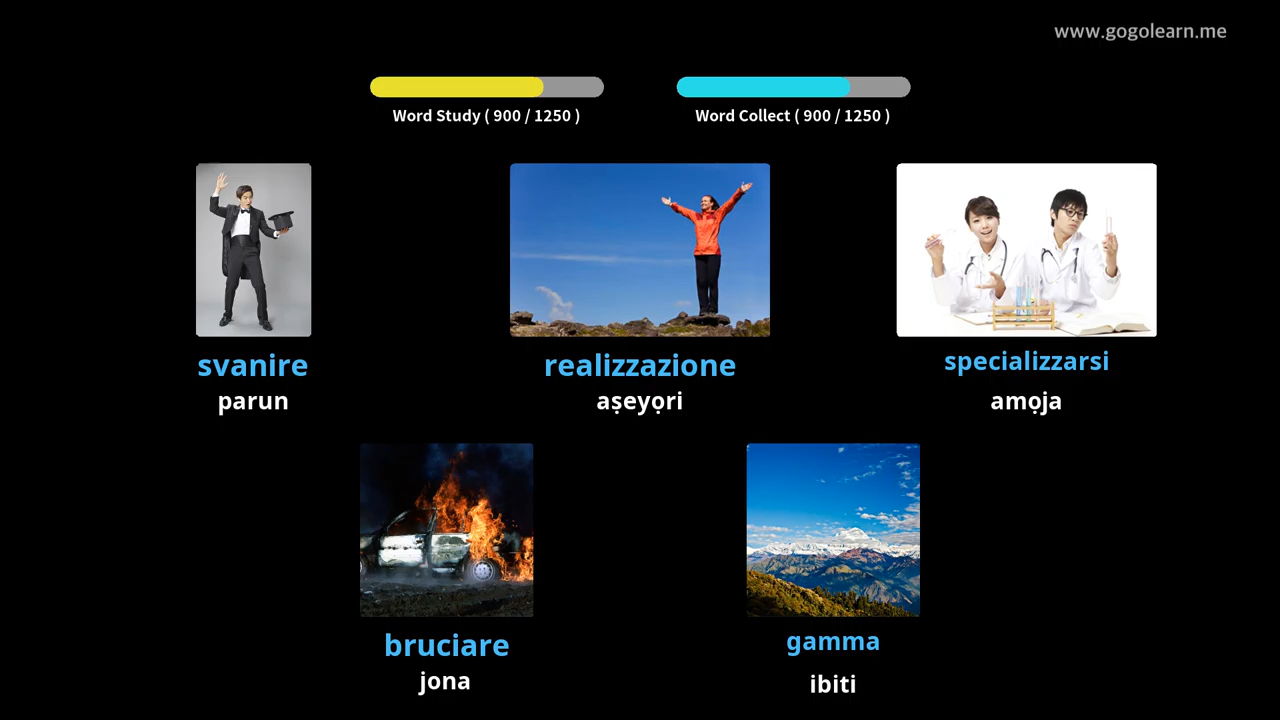 www.gogolearn.me
Word Study ( 900 / 1250 )
Word Collect ( 900 / 1250 )
svanire
parun
realizzazione
aṣeyọri
specializzarsi
amọja
bruciare
jona
gamma
ibiti